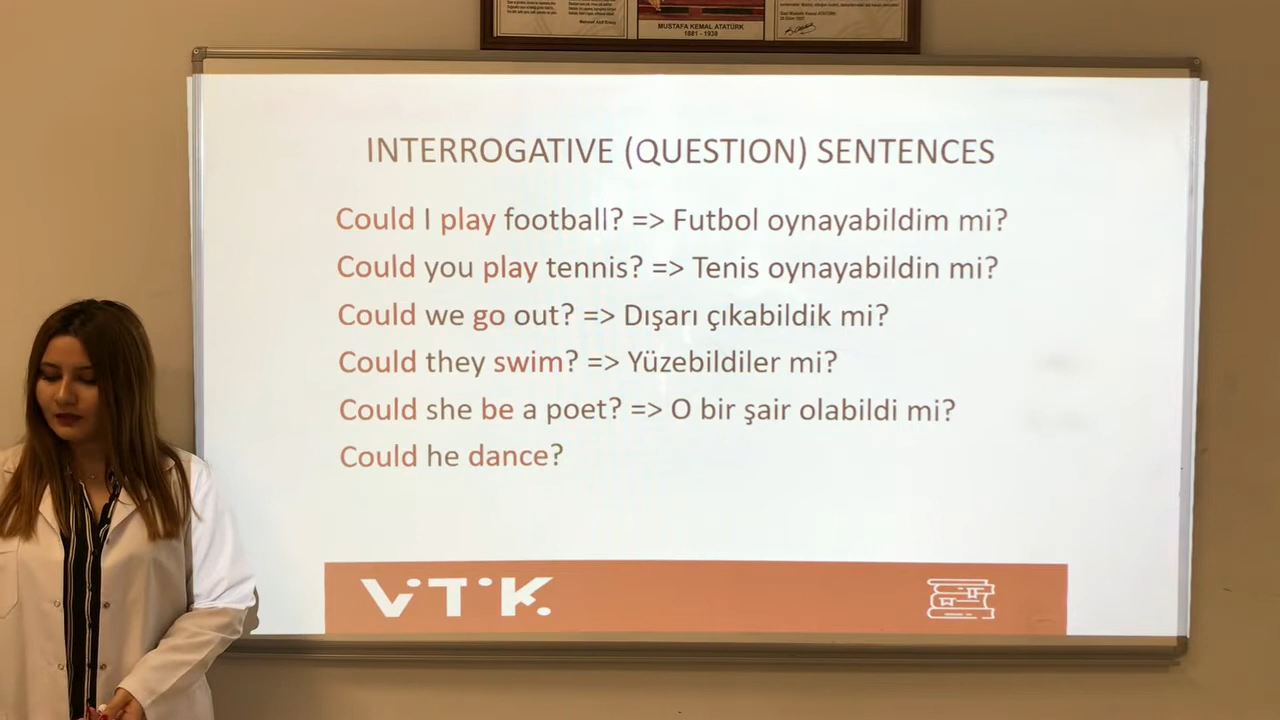 MUSTAFA KEMAL ATATÜRK
1881 - 1938
INTERROGATIVE (QUESTION) SENTENCES
Could I play football? => Futbol oynayabildim mi?
Could you play tennis? => Tenis oynayabildin mi?
Could we go out? => Dışarı çıkabildik mi?
Could they swim? => Yüzebildiler mi?
Could she be a poet? => O bir şair olabildi mi?
Could he dance?
ViTiK.